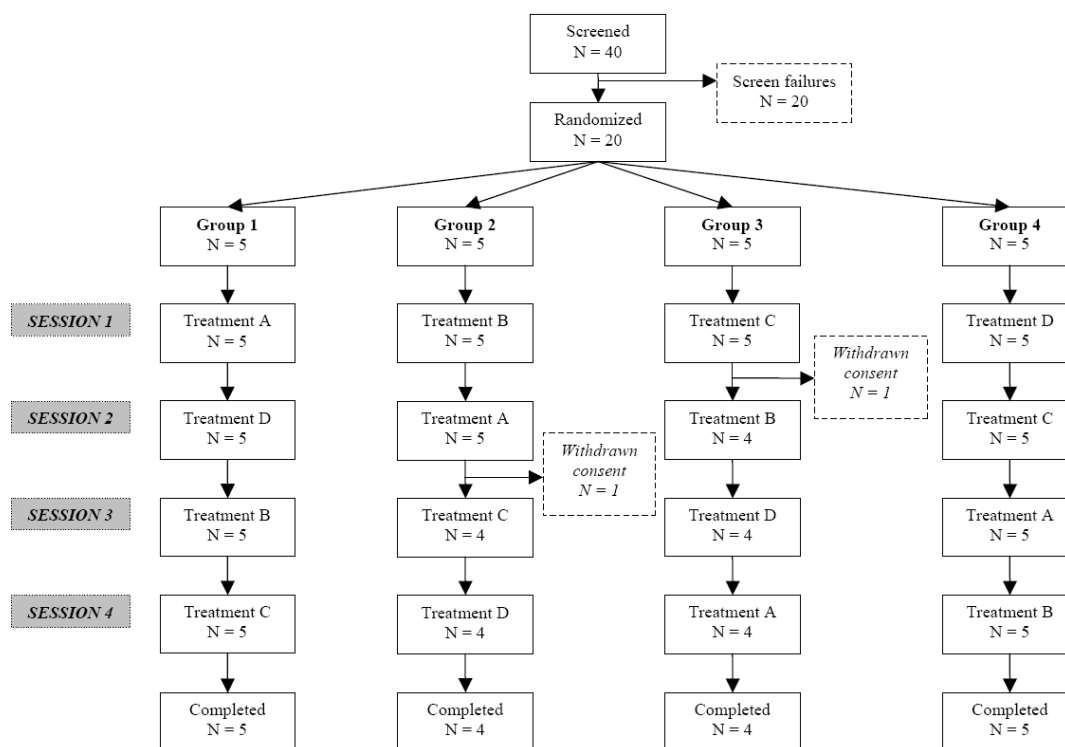 Screened
N = 40
Screen failures
N = 20
Randomized
N = 20
Group 1
N = 5
Group 2
N = 5
Group 3
N = 5
Group 4
N = 5
SESSION 1
Treatment A
N = 5
Treatment B
N = 5
Treatment C
N = 5
Treatment D
N = 5
Withdrawn
consent
N = 1
SESSION 2
Treatment D
N = 5
Treatment A
N = 5
Treatment B
N = 4
Treatment C
N = 5
Withdrawn
consent
N = 1
SESSION 3
Treatment B
N = 5
Treatment C
N = 4
Treatment D
N = 4
Treatment A
N = 5
SESSION 4
Treatment C
N = 5
Treatment D
N = 4
Treatment A
N = 4
Treatment B
N = 5
Completed
N = 5
Completed
N = 4
Completed
N = 4
Completed
N = 5